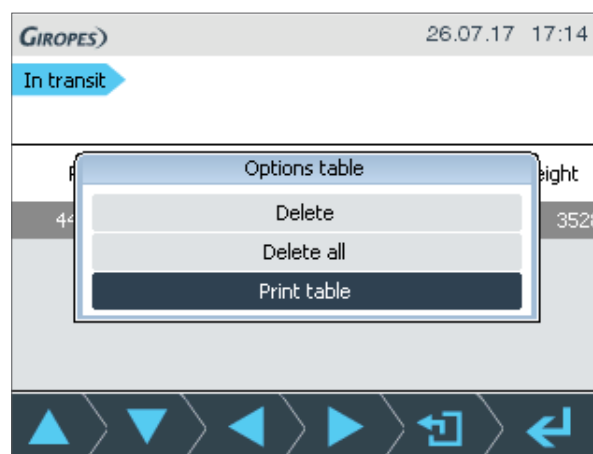 GIROPES) 26.07.17 17:14
In transit
Options table
Delete
Delete all
Print table